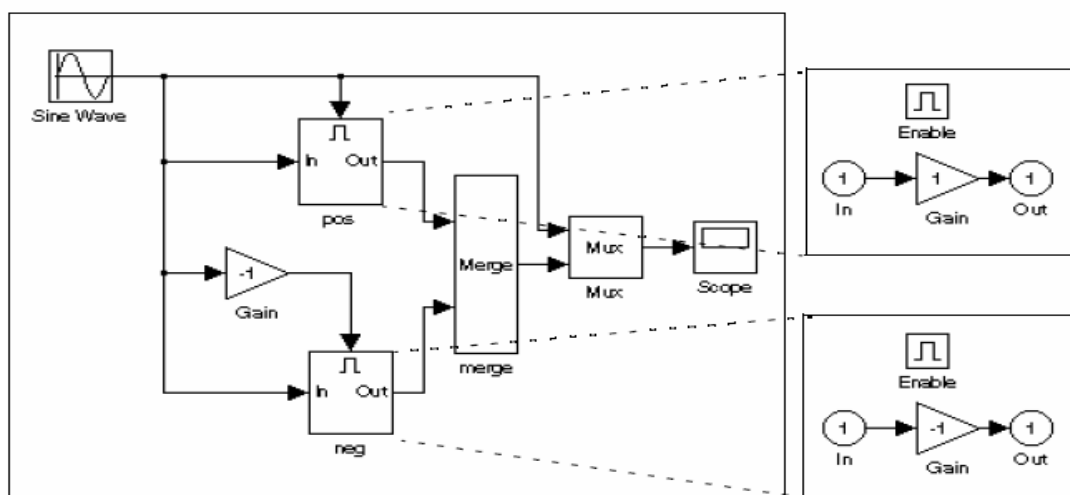 Sine Wave
In Out
pos
-1
Gain
In Out
neg
Merge
merge
Mux
Mux
Scope
Enable
1
In
1
Gain
1
Out
Enable
1
In
-1
Gain
1
Out